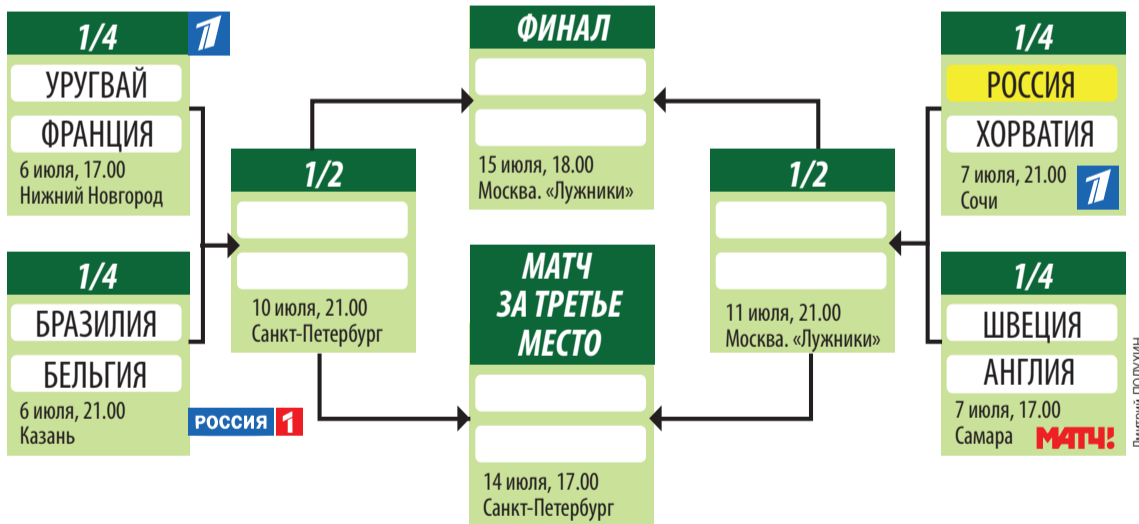 1/4
УРУГВАЙ
ФРАНЦИЯ
6 июля, 17.00
Нижний Новгород
1/4
БРАЗИЛИЯ
БЕЛЬГИЯ
6 июля, 21.00
Казань
РОССИЯ 1
1/2
10 июля, 21.00
Санкт-Петербург
ФИНАЛ
15 июля, 18.00
Москва. «Лужники»
МАТЧ
ЗА ТРЕТЬЕ
МЕСТО
14 июля, 17.00
Санкт-Петербург
1/2
11 июля, 21.00
Москва. «Лужники»
1/4
РОССИЯ
ХОРВАТИЯ
7 июля, 21.00
Сочи
1/4
ШВЕЦИЯ
АНГЛИЯ
7 июля, 17.00
Самара
МАТЧ!
Дмитрий ПОЛУХИН